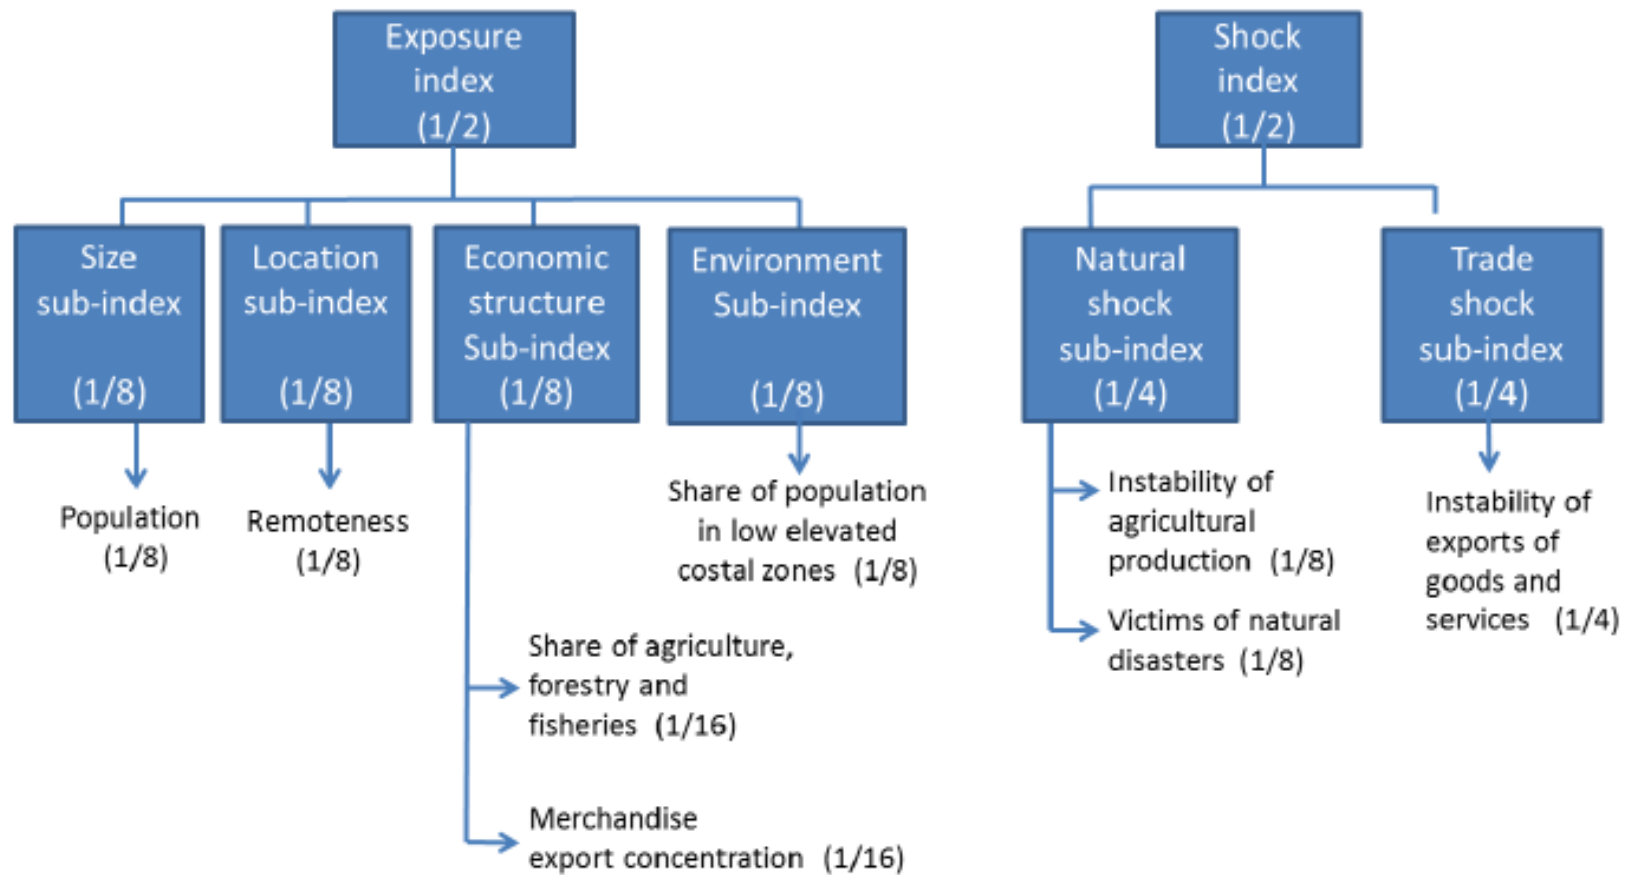 Exposure
index
(1/2)
Shock
index
(1/2)
Size
sub-index
(1/8)
Location
sub-index
(1/8)
Economic
structure
Sub-index
(1/8)
Environment
Sub-index
(1/8)
Natural
shock
sub-index
(1/4)
Trade
shock
sub-index
(1/4)
Population
(1/8)
Remoteness
(1/8)
Share of agriculture,
forestry and
fisheries (1/16)
Merchandise
export concentration (1/16)
Share of population
in low elevated
costal zones (1/8)
Instability of
agricultural
production (1/8)
Victims of natural
disasters (1/8)
Instability of
exports of
goods and
services (1/4)